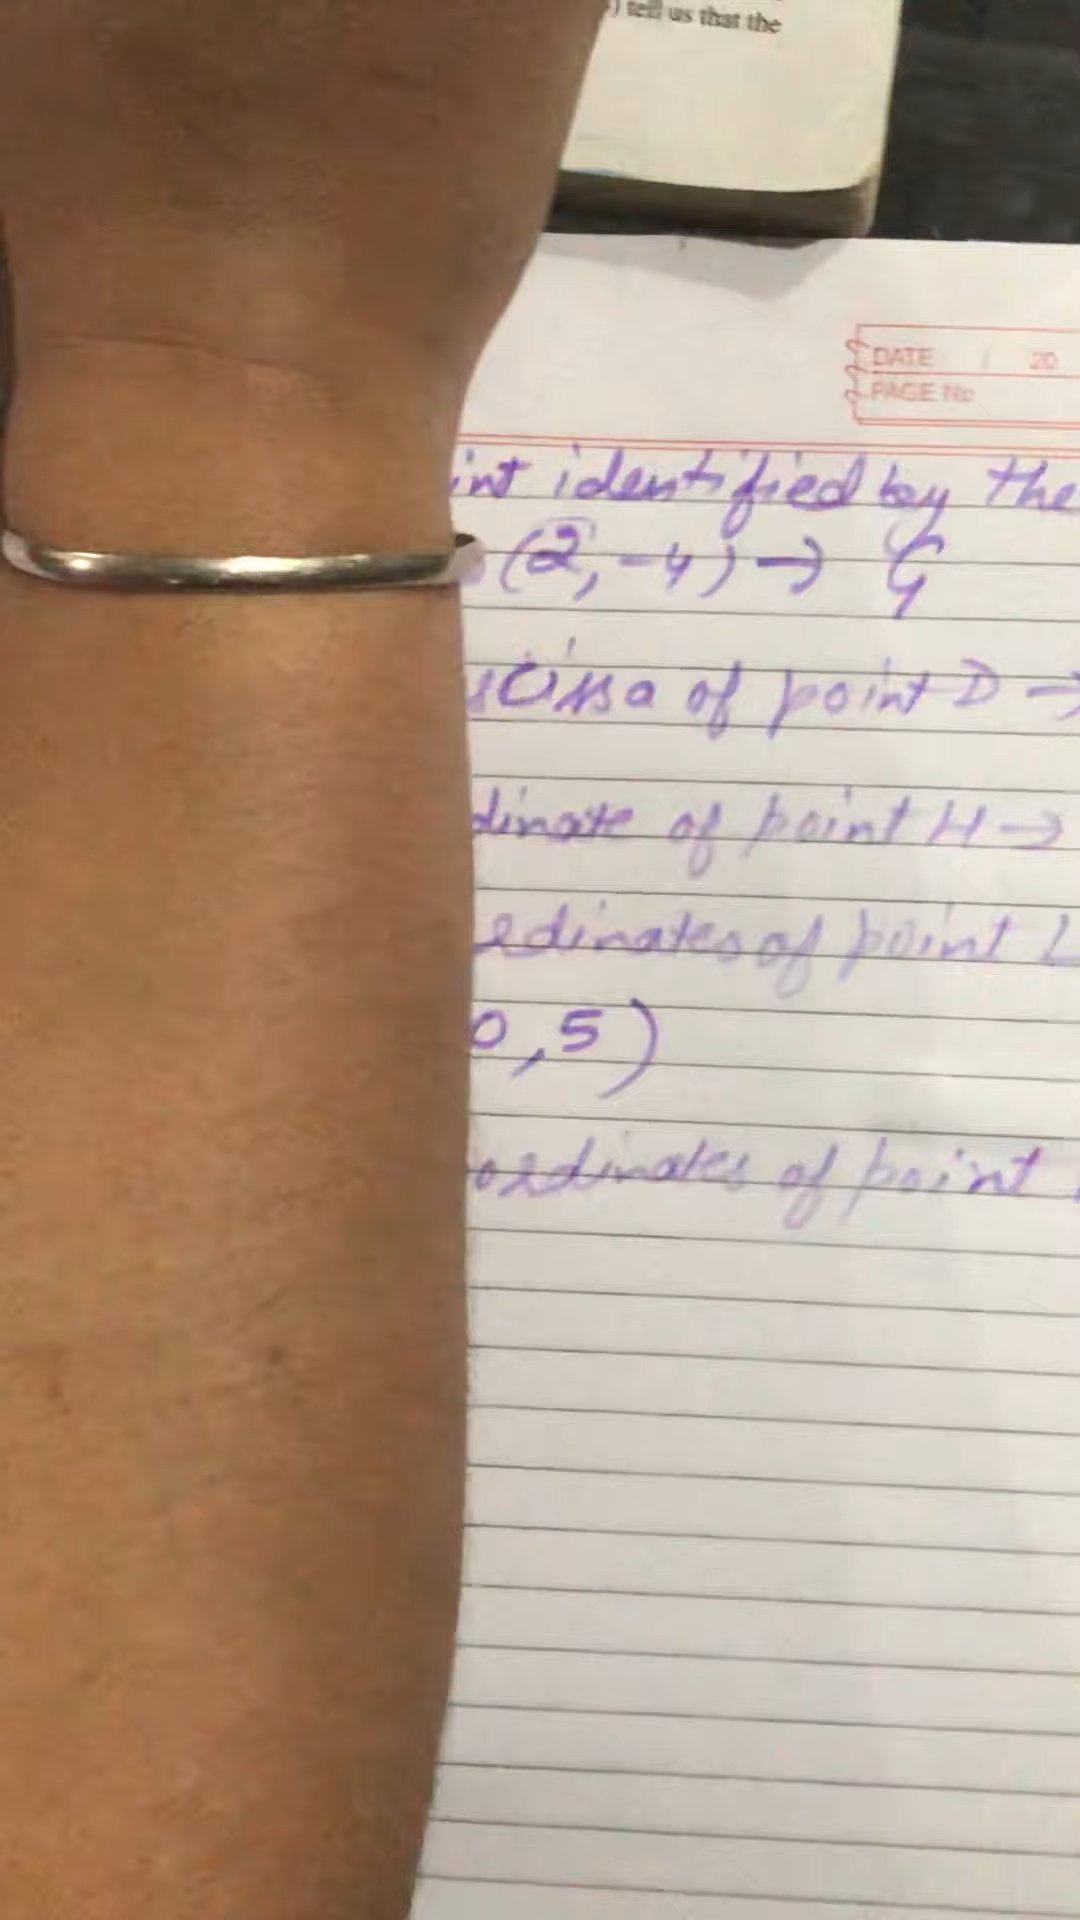 ) tell us that the
DATE / 20
PAGE No
int identified by the
(2, -4) → G
scissa of point D →
dinate of point H →
edinates of point L
0, 5)
ordinates of point